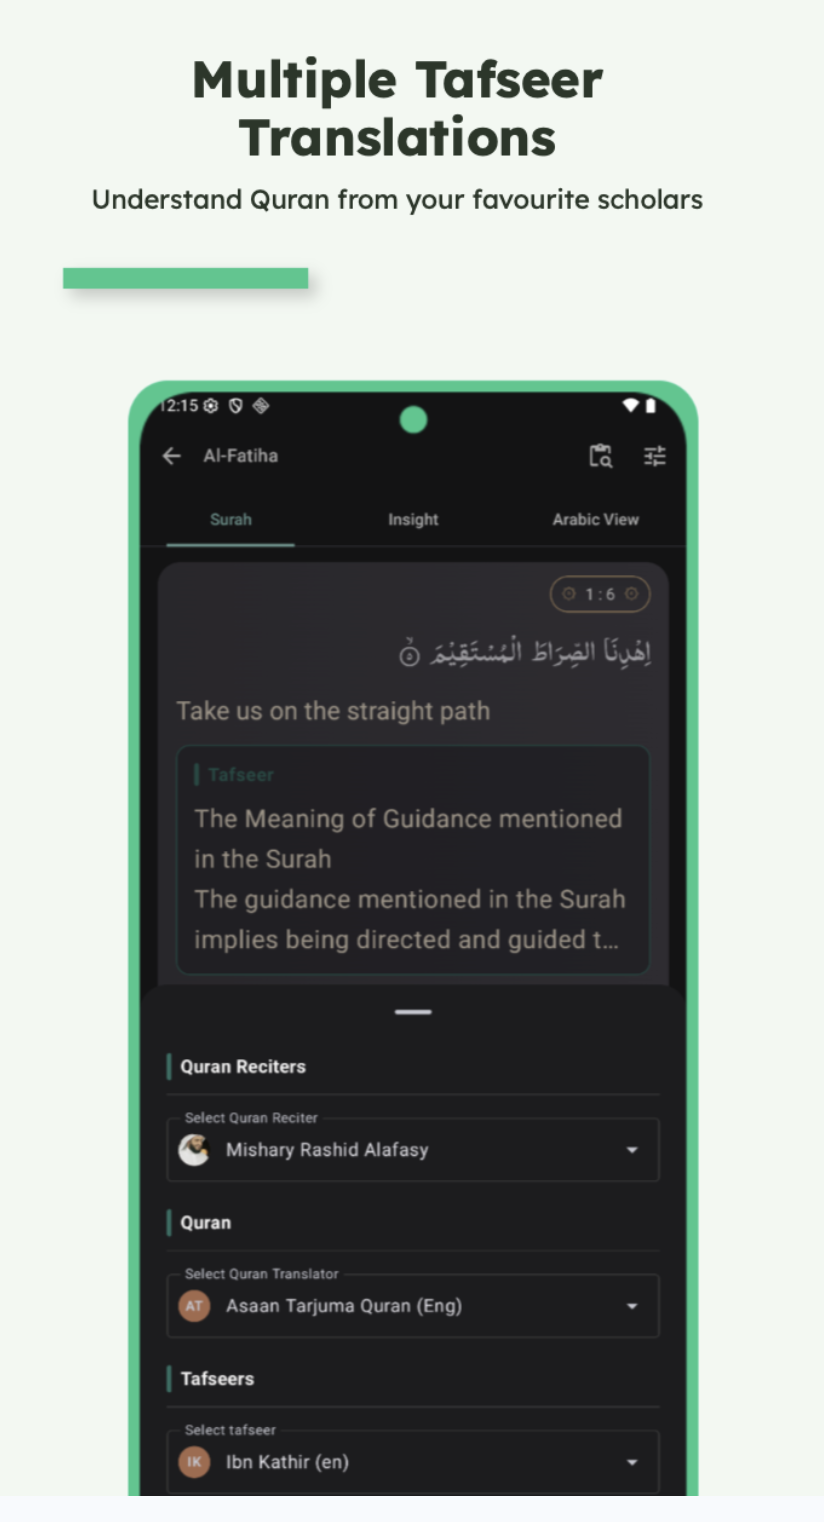 Multiple Tafseer
Translations
Understand Quran from your favourite scholars
12:15
Al-Fatiha
Surah
Insight
Arabic View
1:6
اِهْدِنَا الصِّرَاطَ الْمُسْتَقِيْمَ ۙ۝۵
Take us on the straight path
Tafseer
The Meaning of Guidance mentioned
in the Surah
The guidance mentioned in the Surah
implies being directed and guided t...
Quran Reciters
Select Quran Reciter
Mishary Rashid Alafasy
Quran
Select Quran Translator
AT Asaan Tarjuma Quran (Eng)
Tafseers
Select tafseer
IK Ibn Kathir (en)